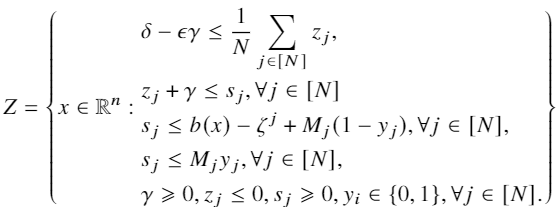 δ − ϵγ ≤ 1/N ∑_{j∈[N]} z_j,
z_j + γ ≤ s_j, ∀j ∈ [N]
Z = { x ∈ ℝⁿ : s_j ≤ b(x) − ζ^j + M_j(1 − y_j), ∀j ∈ [N], }
s_j ≤ M_j y_j, ∀j ∈ [N],
γ ⩾ 0, z_j ≤ 0, s_j ⩾ 0, y_i ∈ {0, 1}, ∀j ∈ [N].